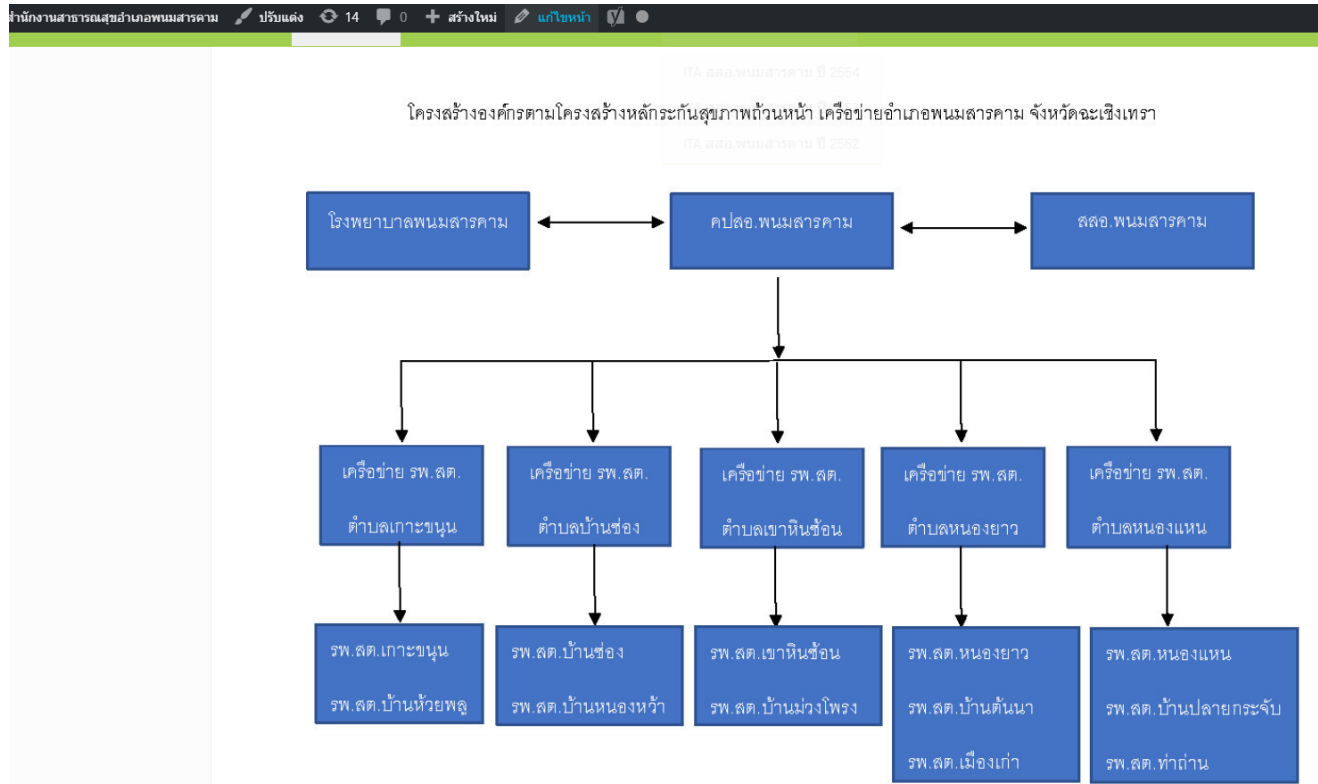 สำนักงานสาธารณสุขอำเภอพนมสารคาม ปรับแต่ง 14 0 + สร้างใหม่ แก้ไขหน้า
ITA สสอ.พนมสารคาม ปี 2564
โครงสร้างองค์กรตามโครงสร้างหลักระกันสุขภาพถ้วนหน้า เครือข่ายอำเภอพนมสารคาม จังหวัดฉะเชิงเทรา
ITA สสอ.พนมสารคาม ปี 2562
โรงพยาบาลพนมสารคาม
คปสอ.พนมสารคาม
สสอ.พนมสารคาม
เครือข่าย รพ.สต.
ตำบลเกาะขนุน
เครือข่าย รพ.สต.
ตำบลบ้านซ่อง
เครือข่าย รพ.สต.
ตำบลเขาหินซ้อน
เครือข่าย รพ.สต.
ตำบลหนองยาว
เครือข่าย รพ.สต.
ตำบลหนองแหน
รพ.สต.เกาะขนุน
รพ.สต.บ้านห้วยพลู
รพ.สต.บ้านซ่อง
รพ.สต.บ้านหนองหว้า
รพ.สต.เขาหินซ้อน
รพ.สต.บ้านม่วงโพรง
รพ.สต.หนองยาว
รพ.สต.บ้านต้นนา
รพ.สต.เมืองเก่า
รพ.สต.หนองแหน
รพ.สต.บ้านปลายกระจับ
รพ.สต.ท่าถ่าน